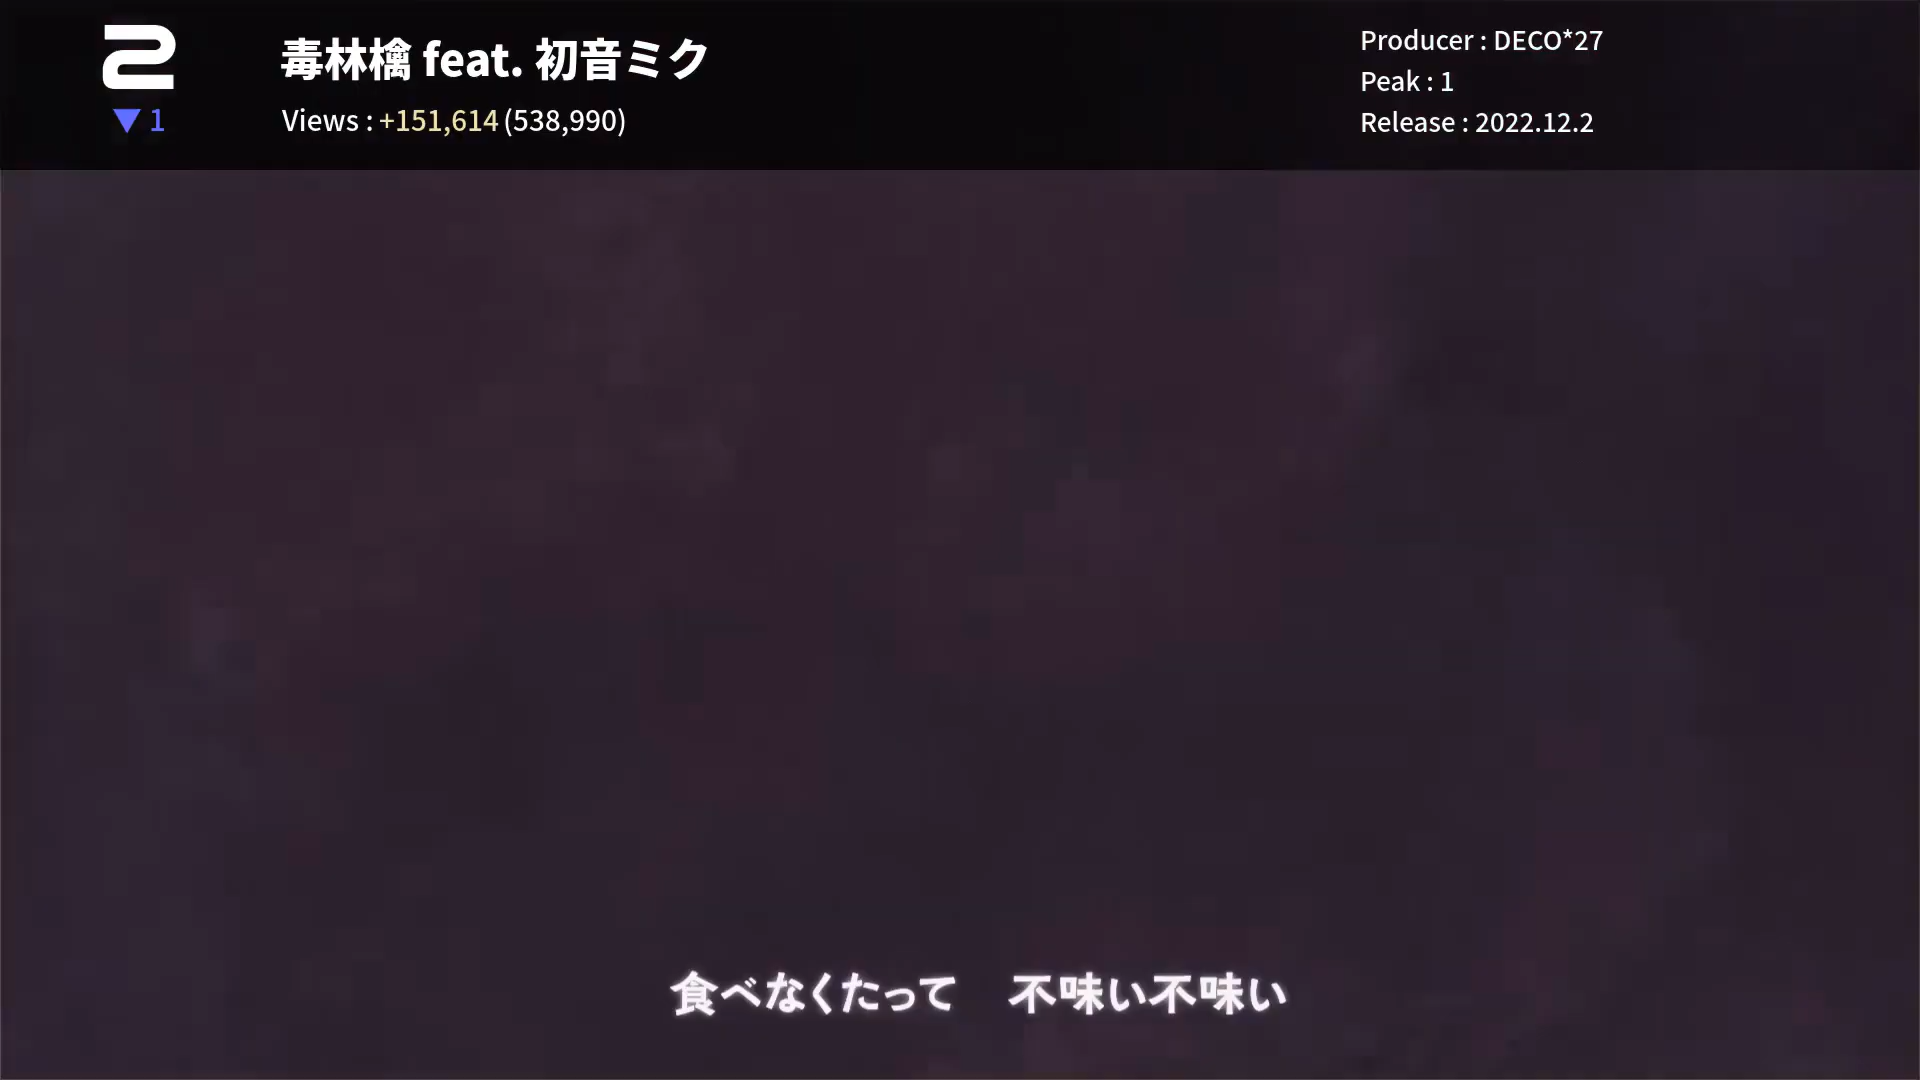 2
▼ 1
毒林檎 feat. 初音ミク
Views : +151,614 (538,990)
Producer : DECO*27
Peak : 1
Release : 2022.12.2
食べなくたって　不味い不味い